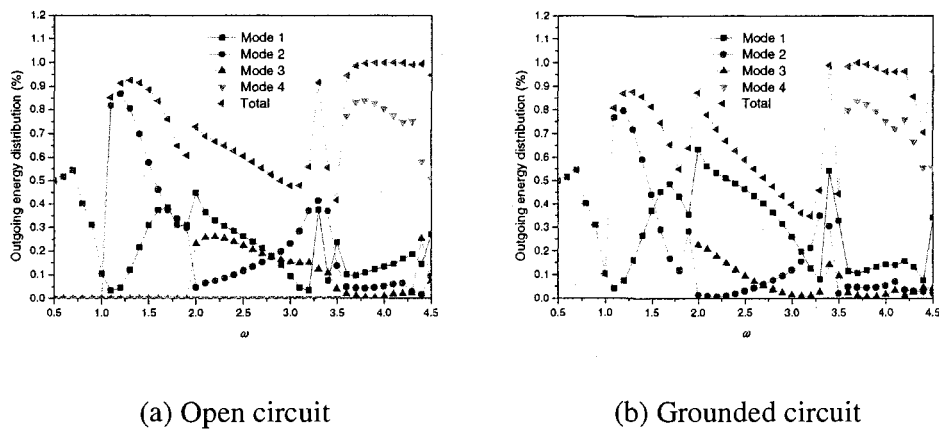 1.2
1.1
1.0
0.9
0.8
0.7
0.6
0.5
0.4
0.3
0.2
0.1
0.0
Outgoing energy distribution (%)
Mode 1
Mode 2
Mode 3
Mode 4
Total
0.5 1.0 1.5 2.0 2.5 3.0 3.5 4.0 4.5
ω
(a) Open circuit
1.2
1.1
1.0
0.9
0.8
0.7
0.6
0.5
0.4
0.3
0.2
0.1
0.0
Outgoing energy distribution (%)
Mode 1
Mode 2
Mode 3
Mode 4
Total
0.5 1.0 1.5 2.0 2.5 3.0 3.5 4.0 4.5
ω
(b) Grounded circuit